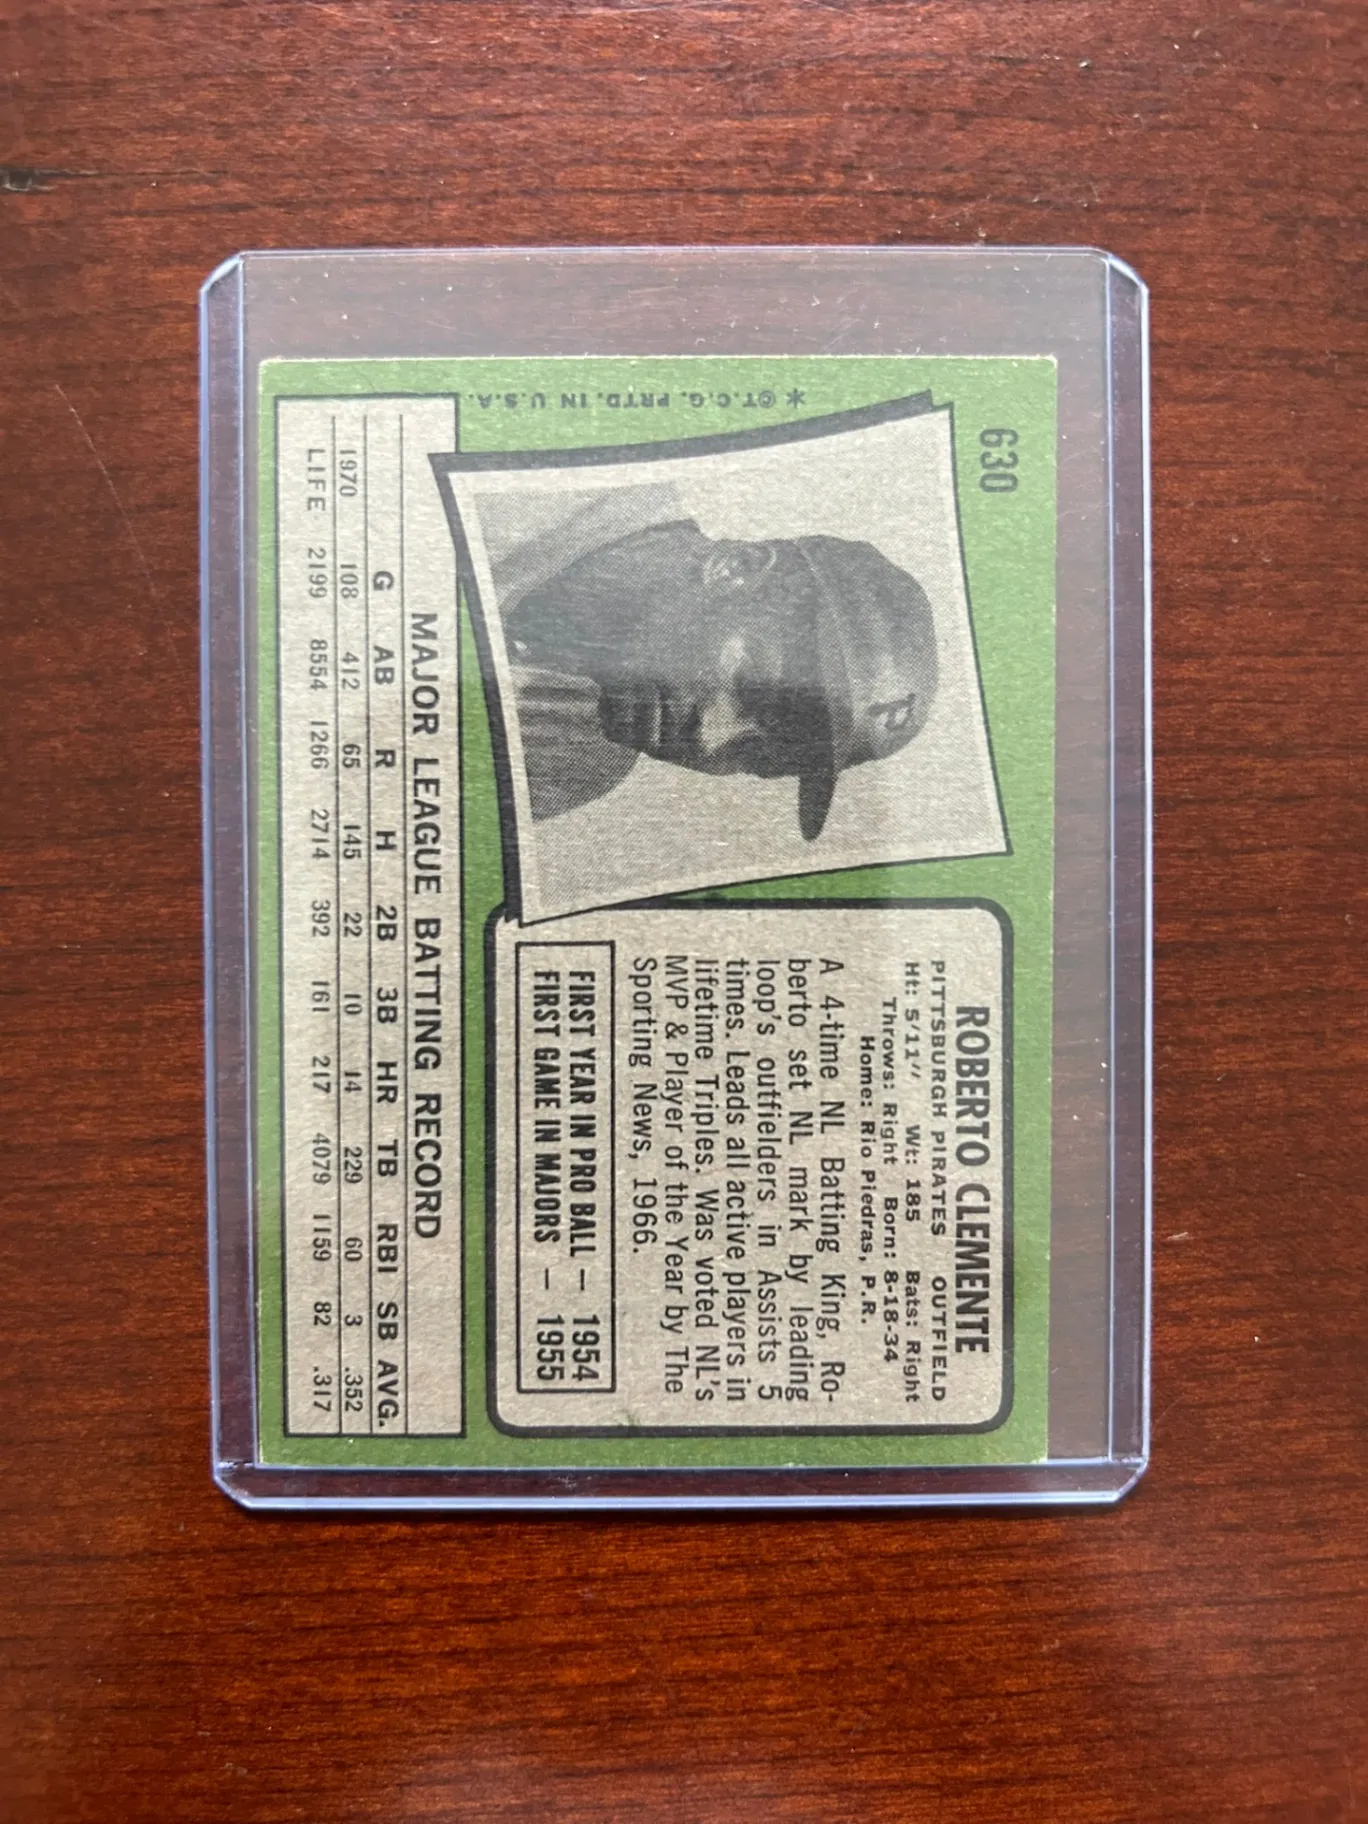 630
ROBERTO CLEMENTE
PITTSBURGH PIRATES OUTFIELD
Ht: 5'11" Wt: 185 Bats: Right
Throws: Right Born: 8-18-34
Home: Rio Piedras, P.R.
A 4-time NL Batting King, Ro-
berto set NL mark by leading
loop's outfielders in Assists 5
times. Leads all active players in
lifetime Triples. Was voted NL's
MVP & Player of the Year by The
Sporting News, 1966.
FIRST YEAR IN PRO BALL — 1954
FIRST GAME IN MAJORS — 1955
P
* ©T.C.G. PRTD. IN U.S.A.
MAJOR LEAGUE BATTING RECORD
G AB R H 2B 3B HR TB RBI SB AVG.
1970 108 412 65 145 22 10 14 229 60 3 .352
LIFE 2199 8554 1266 2714 392 161 217 4079 1159 82 .317